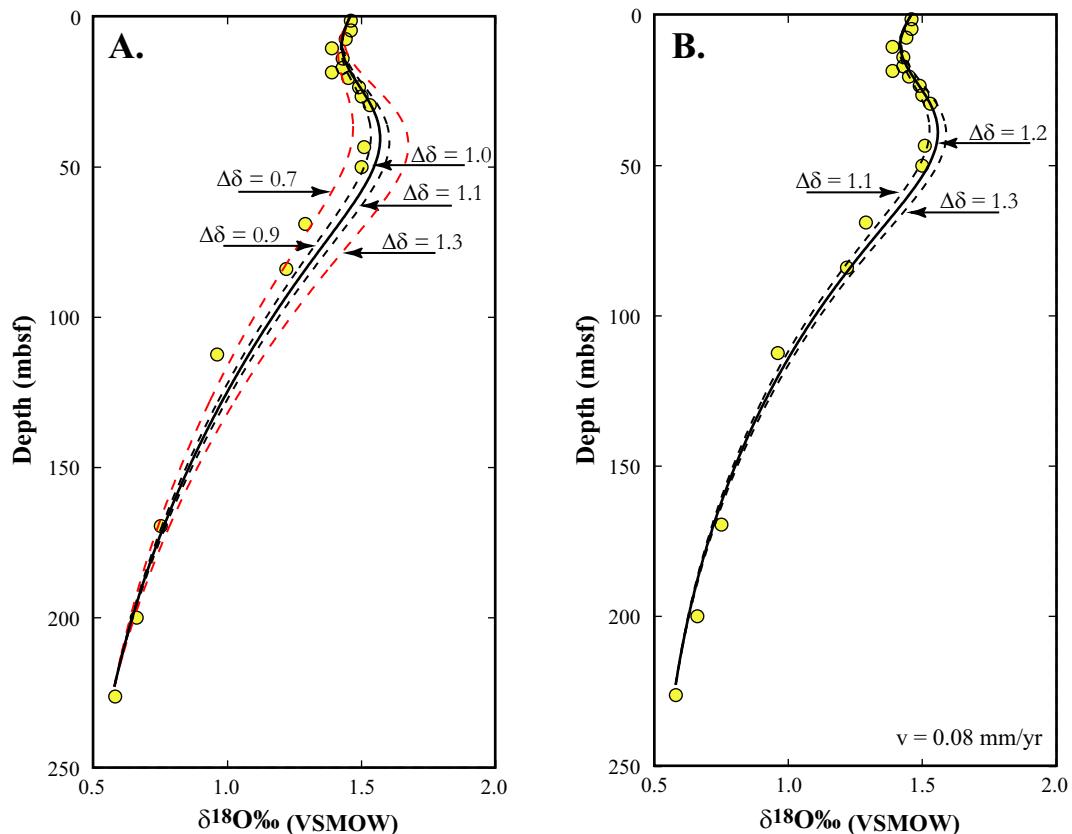 A.
0
50
100
150
200
250
Depth (mbsf)
Δδ = 0.7
Δδ = 1.0
Δδ = 1.1
Δδ = 0.9
Δδ = 1.3
0.5
1.0
1.5
2.0
δ18O‰ (VSMOW)
B.
0
50
100
150
200
250
Depth (mbsf)
Δδ = 1.2
Δδ = 1.1
Δδ = 1.3
v = 0.08 mm/yr
0.5
1.0
1.5
2.0
δ18O‰ (VSMOW)